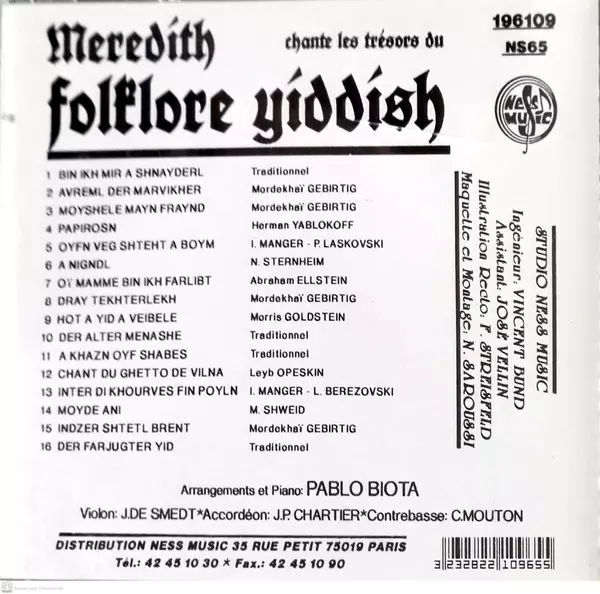 Meredith chante les trésors du
folklore yiddish
196109
NS65
NESS MUSIC
1 BIN IKH MIR A SHNAYDERL Traditionnel
2 AVREML DER MARVIKHER Mordekhaï GEBIRTIG
3 MOYSHELE MAYN FRAYND Mordekhaï GEBIRTIG
4 PAPIROSN Herman YABLOKOFF
5 OYFN VEG SHTEHT A BOYM I. MANGER - P. LASKOVSKI
6 A NIGNDL N. STERNHEIM
7 OÏ MAMME BIN IKH FARLIBT Abraham ELLSTEIN
8 DRAY TEKHTERLEKH Mordekhaï GEBIRTIG
9 HOT A YID A VEIBELE Morris GOLDSTEIN
10 DER ALTER MENASHE Traditionnel
11 A KHAZN OYF SHABES Traditionnel
12 CHANT DU GHETTO DE VILNA Leyb OPESKIN
13 INTER DI KHOURVES FIN POYLN I. MANGER - L. BEREZOVSKI
14 MOYDE ANI M. SHWEID
15 INDZER SHTETL BRENT Mordekhaï GEBIRTIG
16 DER FARJUGTER YID Traditionnel
STUDIO NESS MUSIC
Ingénieur: VINCENT BUND
Assistant: JOSÉ VELLIN
Illustration Recto: F. STREISFELD
Maquette et Montage: N. SAROUSSI
Arrangements et Piano: PABLO BIOTA
Violon: J.DE SMEDT*Accordéon: J.P. CHARTIER*Contrebasse: C.MOUTON
DISTRIBUTION NESS MUSIC 35 RUE PETIT 75019 PARIS
Tél.: 42 45 10 30 * Fax.: 42 45 10 90
3 232822 109655